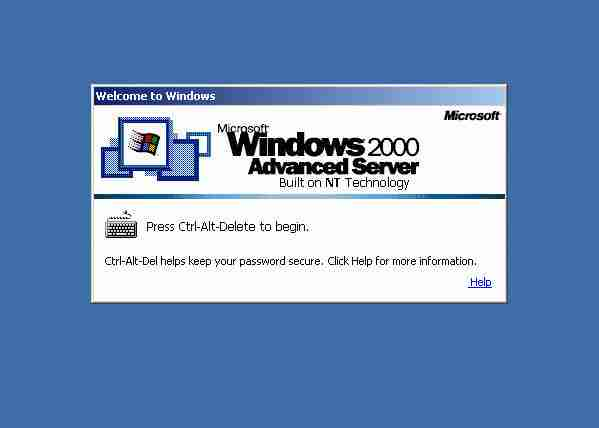 Welcome to Windows
Microsoft
Microsoft
Windows 2000
Advanced Server
Built on NT Technology
Press Ctrl-Alt-Delete to begin.
Ctrl-Alt-Del helps keep your password secure. Click Help for more information.
Help